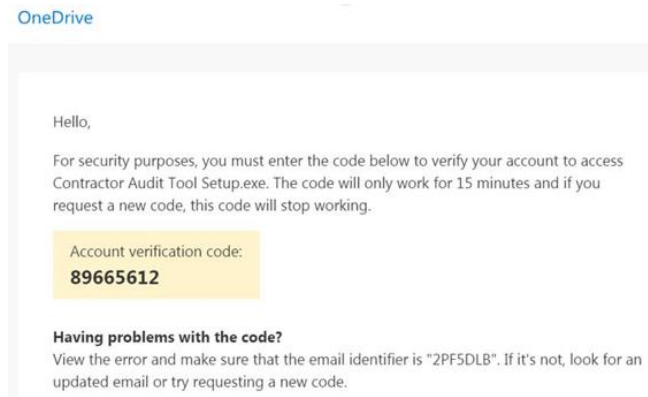 OneDrive
Hello,
For security purposes, you must enter the code below to verify your account to access
Contractor Audit Tool Setup.exe. The code will only work for 15 minutes and if you
request a new code, this code will stop working.
Account verification code:
89665612
Having problems with the code?
View the error and make sure that the email identifier is "2PF5DLB". If it's not, look for an
updated email or try requesting a new code.